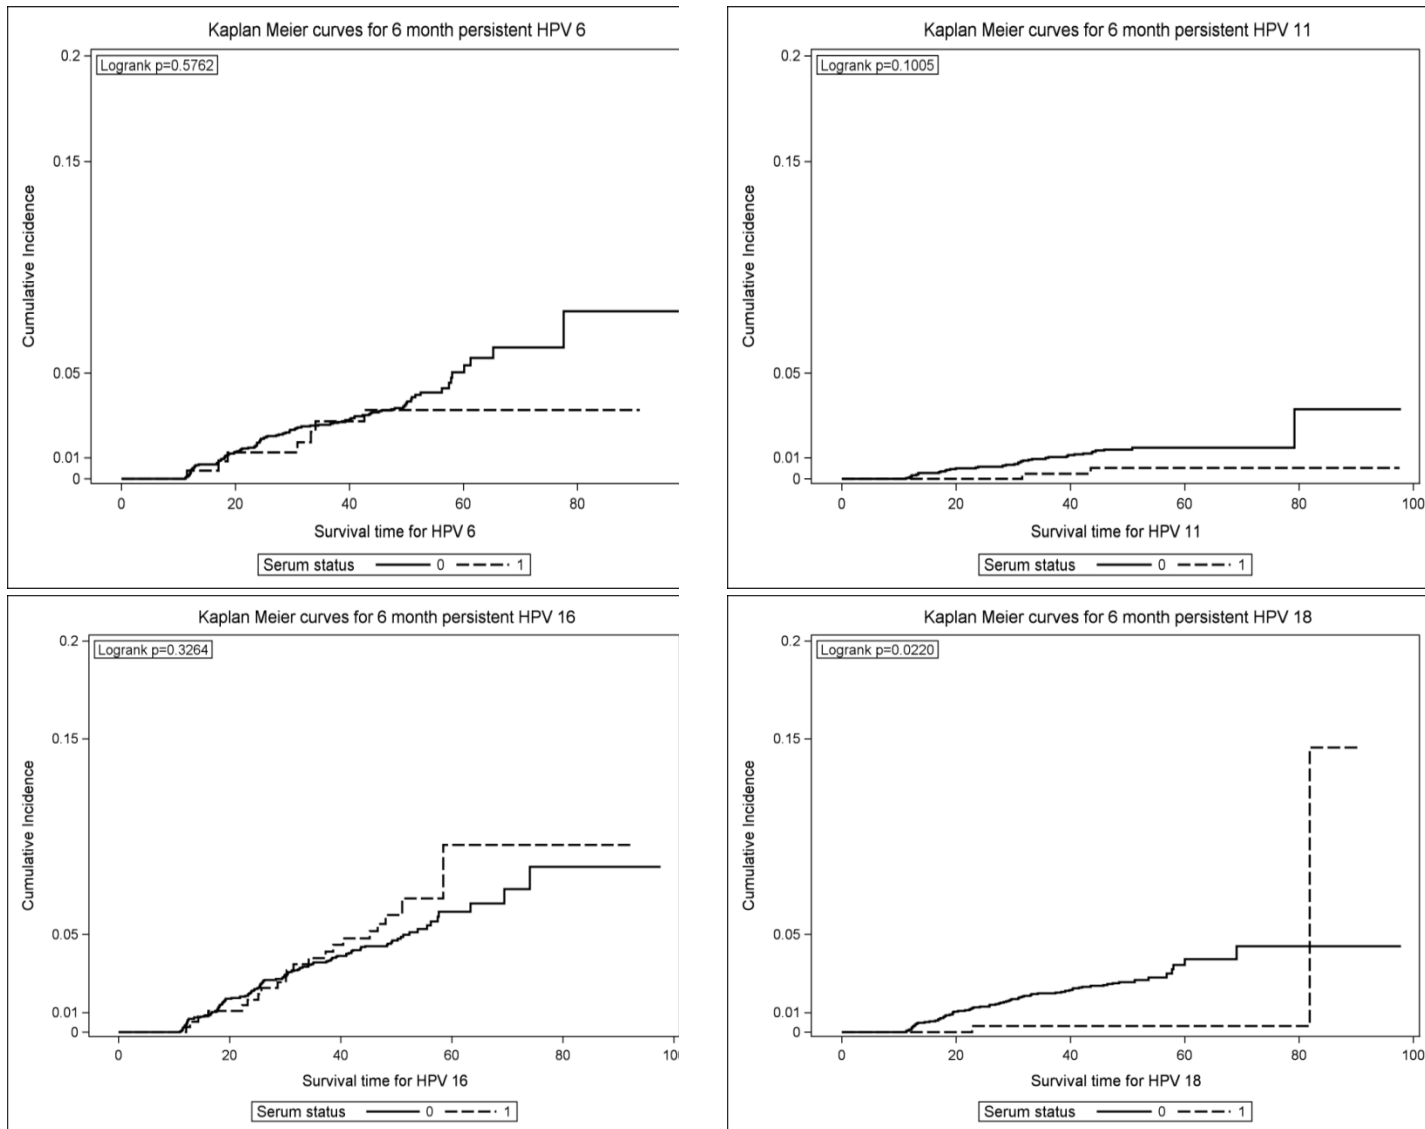 Kaplan Meier curves for 6 month persistent HPV 6
Logrank p=0.5762
0.2
0.15
0.05
0.01
0
Cumulative Incidence
0 20 40 60 80
Survival time for HPV 6
Serum status 0 1
Kaplan Meier curves for 6 month persistent HPV 11
Logrank p=0.1005
0.2
0.15
0.05
0.01
0
Cumulative Incidence
0 20 40 60 80 100
Survival time for HPV 11
Serum status 0 1
Kaplan Meier curves for 6 month persistent HPV 16
Logrank p=0.3264
0.2
0.15
0.05
0.01
0
Cumulative Incidence
0 20 40 60 80 10
Survival time for HPV 16
Serum status 0 1
Kaplan Meier curves for 6 month persistent HPV 18
Logrank p=0.0220
0.2
0.15
0.05
0.01
0
Cumulative Incidence
0 20 40 60 80 100
Survival time for HPV 18
Serum status 0 1